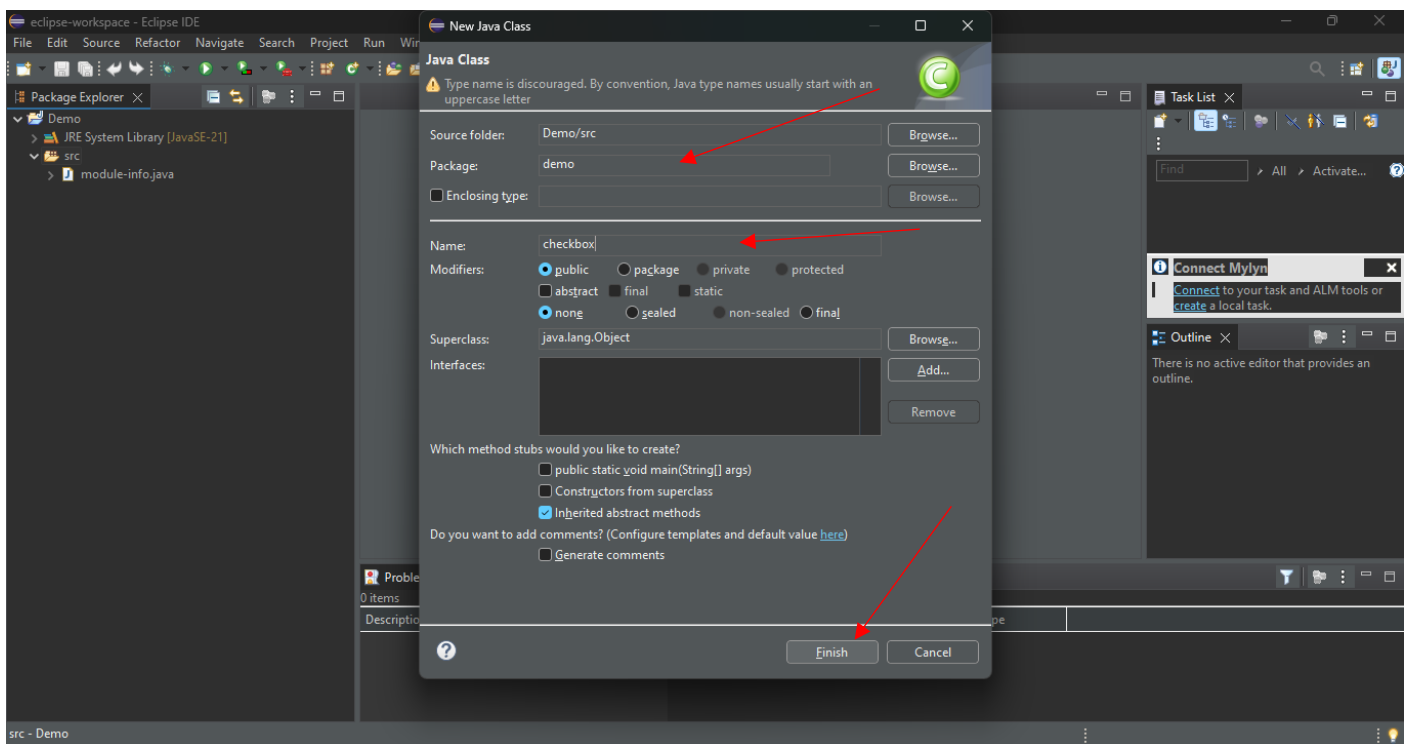 eclipse-workspace - Eclipse IDE
File Edit Source Refactor Navigate Search Project Run
Package Explorer
Demo
JRE System Library [JavaSE-21]
src
module-info.java
New Java Class
Java Class
Type name is discouraged. By convention, Java type names usually start with an
uppercase letter
Source folder: Demo/src Browse...
Package: demo Browse...
Enclosing type: Browse...
Name: checkbox
Modifiers: public package private protected
abstract final static
none sealed non-sealed final
Superclass: java.lang.Object Browse...
Interfaces: Add...
Remove
Which method stubs would you like to create?
public static void main(String[] args)
Constructors from superclass
Inherited abstract methods
Do you want to add comments? (Configure templates and default value here)
Generate comments
Finish Cancel
Task List
Find All Activate...
Connect Mylyn
Connect to your task and ALM tools or
create a local task.
Outline
There is no active editor that provides an
outline.
Proble
0 items
Descriptio pe
src - Demo